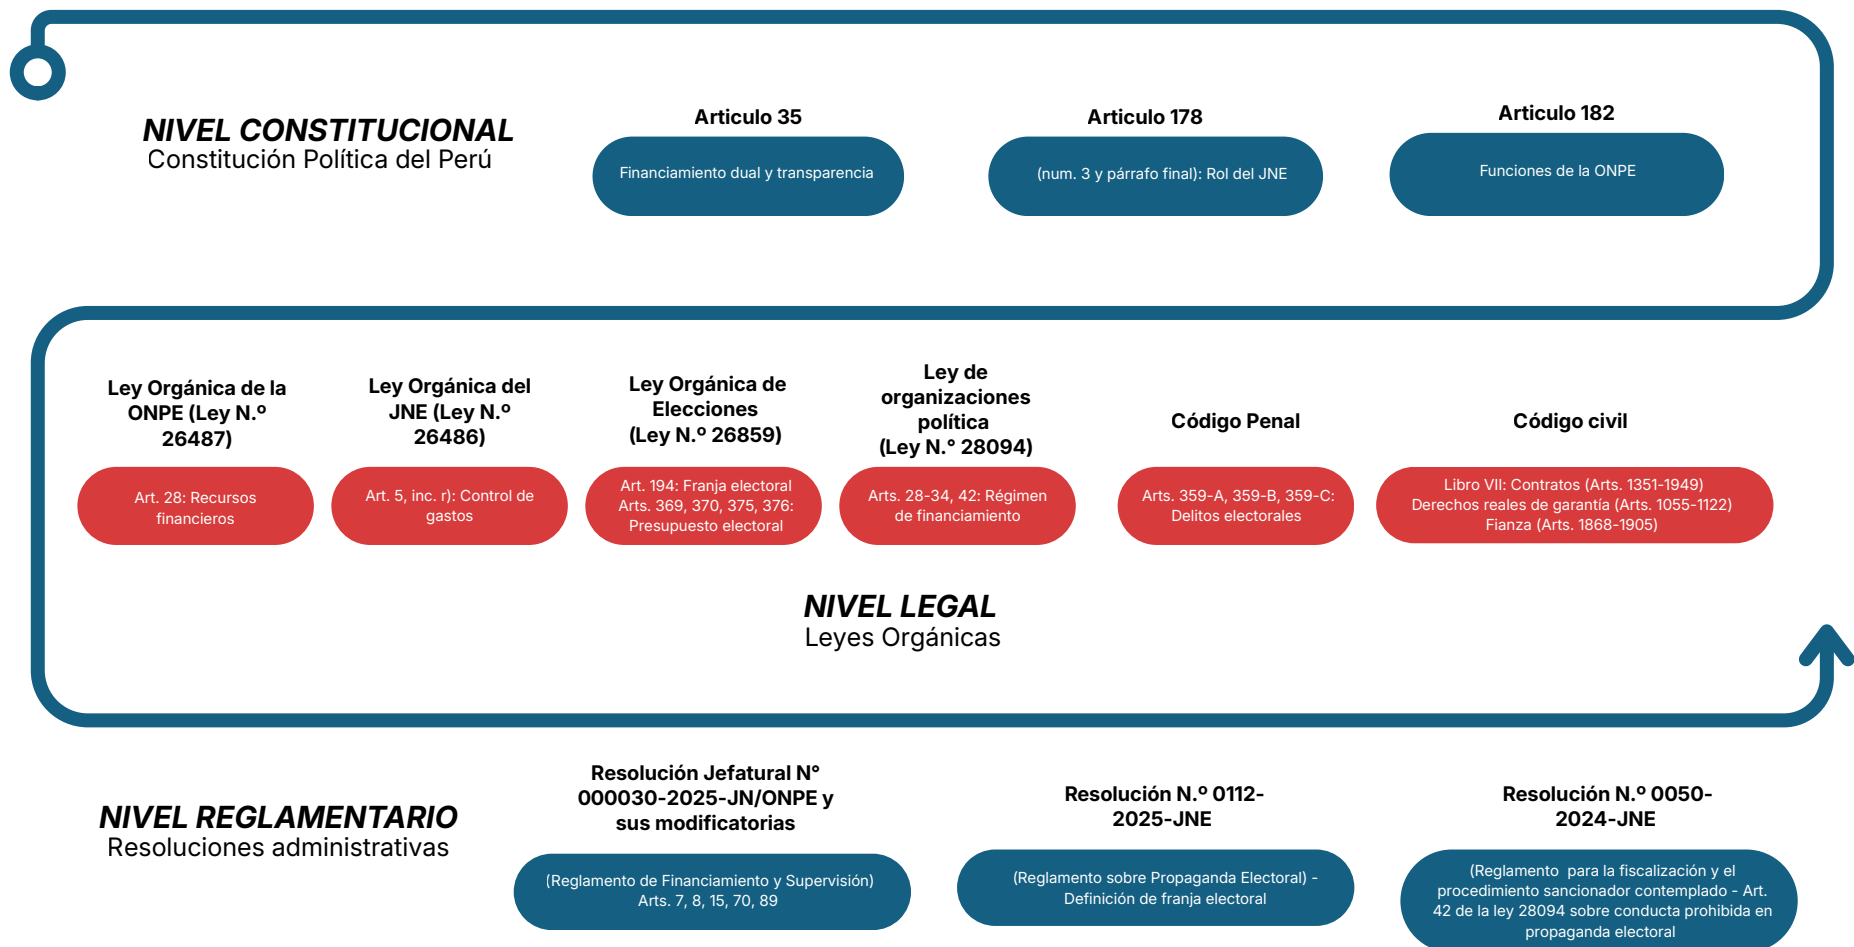 NIVEL CONSTITUCIONAL
Constitución Política del Perú
Articulo 35
Financiamiento dual y transparencia
Articulo 178
(num. 3 y párrafo final): Rol del JNE
Articulo 182
Funciones de la ONPE
Ley Orgánica de la
ONPE (Ley N.º
26487)
Art. 28: Recursos
financieros
Ley Orgánica del
JNE (Ley N.º
26486)
Art. 5, inc. r): Control de
gastos
Ley Orgánica de
Elecciones
(Ley N.º 26859)
Art. 194: Franja electoral
Arts. 369, 370, 375, 376:
Presupuesto electoral
Ley de
organizaciones
política
(Ley N.° 28094)
Arts. 28-34, 42: Régimen
de financiamiento
Código Penal
Arts. 359-A, 359-B, 359-C:
Delitos electorales
Código civil
Libro VII: Contratos (Arts. 1351-1949)
Derechos reales de garantía (Arts. 1055-1122)
Fianza (Arts. 1868-1905)
NIVEL LEGAL
Leyes Orgánicas
NIVEL REGLAMENTARIO
Resoluciones administrativas
Resolución Jefatural N°
000030-2025-JN/ONPE y
sus modificatorias
(Reglamento de Financiamiento y Supervisión)
Arts. 7, 8, 15, 70, 89
Resolución N.º 0112-
2025-JNE
(Reglamento sobre Propaganda Electoral) -
Definición de franja electoral
Resolución N.º 0050-
2024-JNE
(Reglamento  para la fiscalización y el
procedimiento sancionador contemplado - Art.
42 de la ley 28094 sobre conducta prohibida en
propaganda electoral